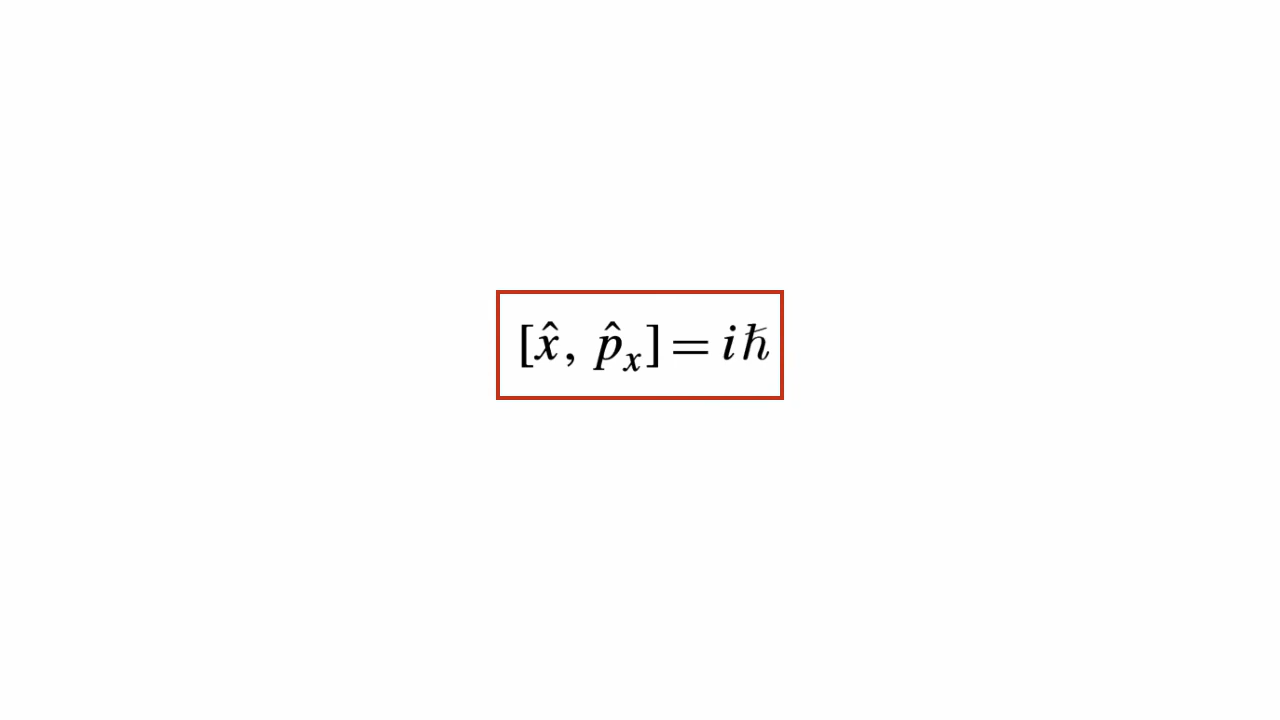 [x̂, p̂ₓ] = iℏ